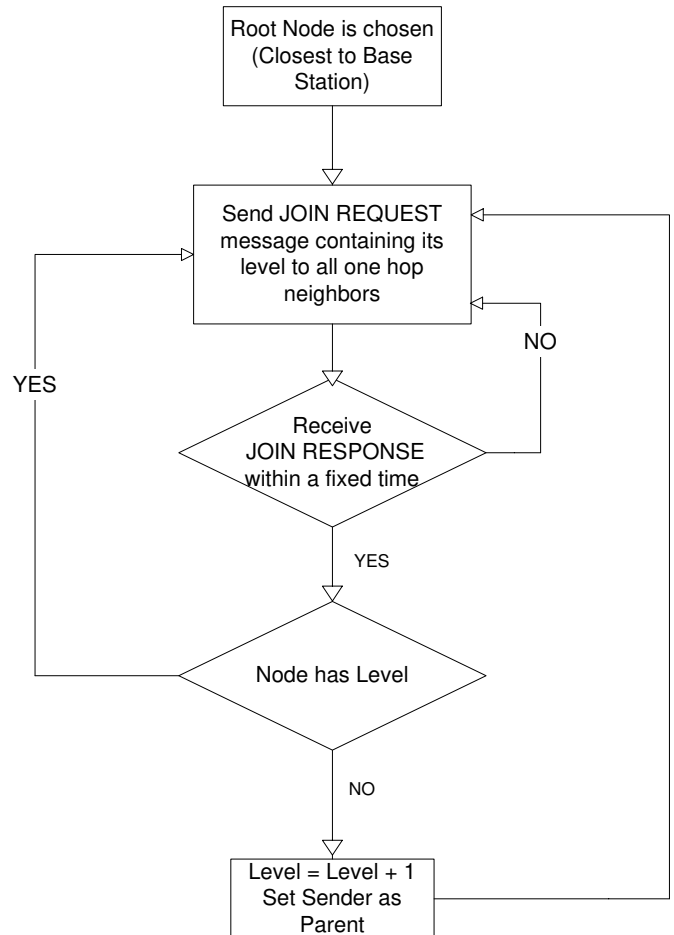 Root Node is chosen
(Closest to Base
Station)
Send JOIN REQUEST
message containing its
level to all one hop
neighbors
NO
YES
Receive
JOIN RESPONSE
within a fixed time
YES
Node has Level
NO
Level = Level + 1
Set Sender as
Parent